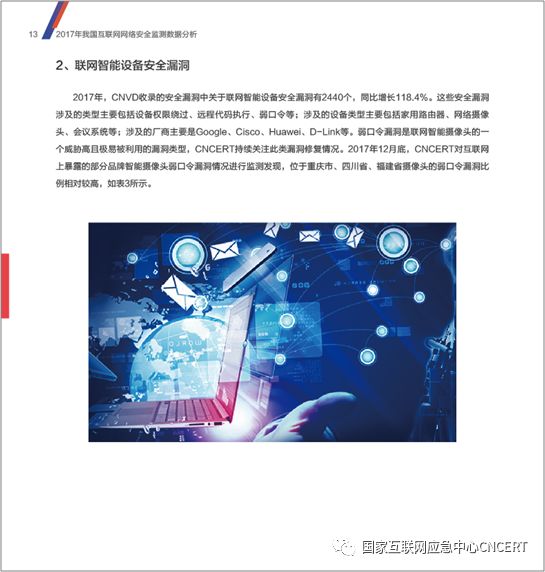 13 2017年我国互联网网络安全监测数据分析
2、联网智能设备安全漏洞
2017年，CNVD收录的安全漏洞中关于联网智能设备安全漏洞有2440个，同比增长118.4%。这些安全漏洞
涉及的类型主要包括设备权限绕过、远程代码执行、弱口令等；涉及的设备类型主要包括家用路由器、网络摄像
头、会议系统等；涉及的厂商主要是Google、Cisco、Huawei、D-Link等。弱口令漏洞是联网智能摄像头的一
个威胁高且极易被利用的漏洞类型，CNCERT持续关注此类漏洞修复情况。2017年12月底，CNCERT对互联网
上暴露的部分品牌智能摄像头弱口令漏洞情况进行监测发现，位于重庆市、四川省、福建省摄像头的弱口令漏洞比
例相对较高，如表3所示。
WORLD
国家互联网应急中心CNCERT